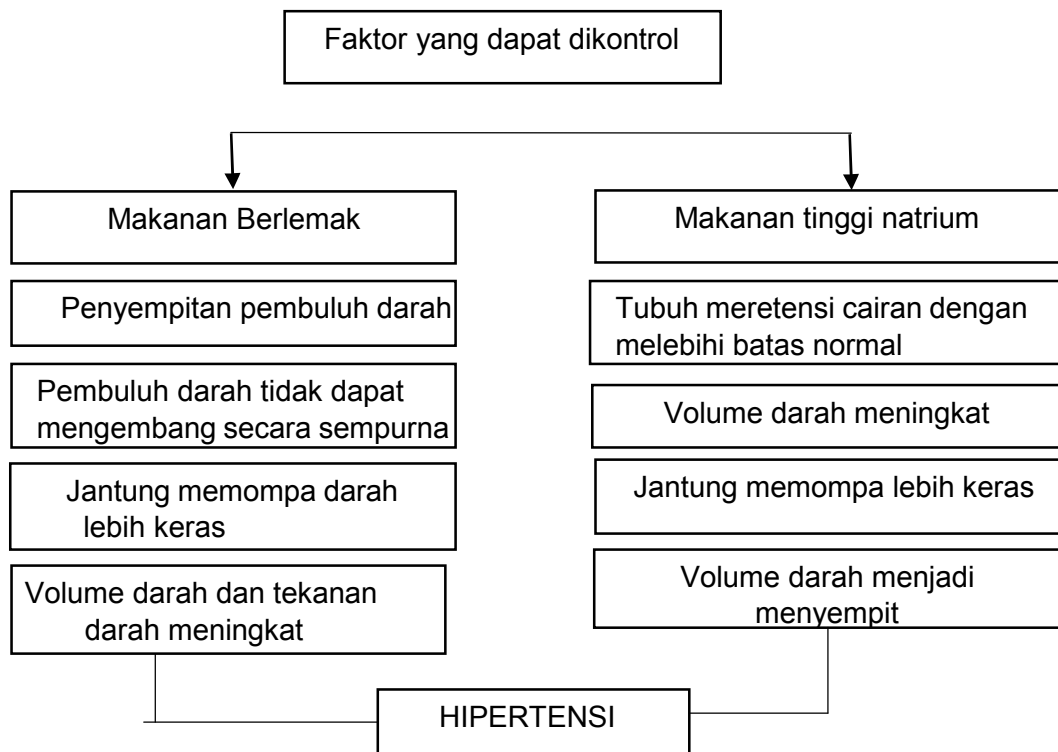 Faktor yang dapat dikontrol
Makanan Berlemak
Penyempitan pembuluh darah
Pembuluh darah tidak dapat
mengembang secara sempurna
Jantung memompa darah
lebih keras
Volume darah dan tekanan
darah meningkat
Makanan tinggi natrium
Tubuh meretensi cairan dengan
melebihi batas normal
Volume darah meningkat
Jantung memompa lebih keras
Volume darah menjadi
menyempit
HIPERTENSI